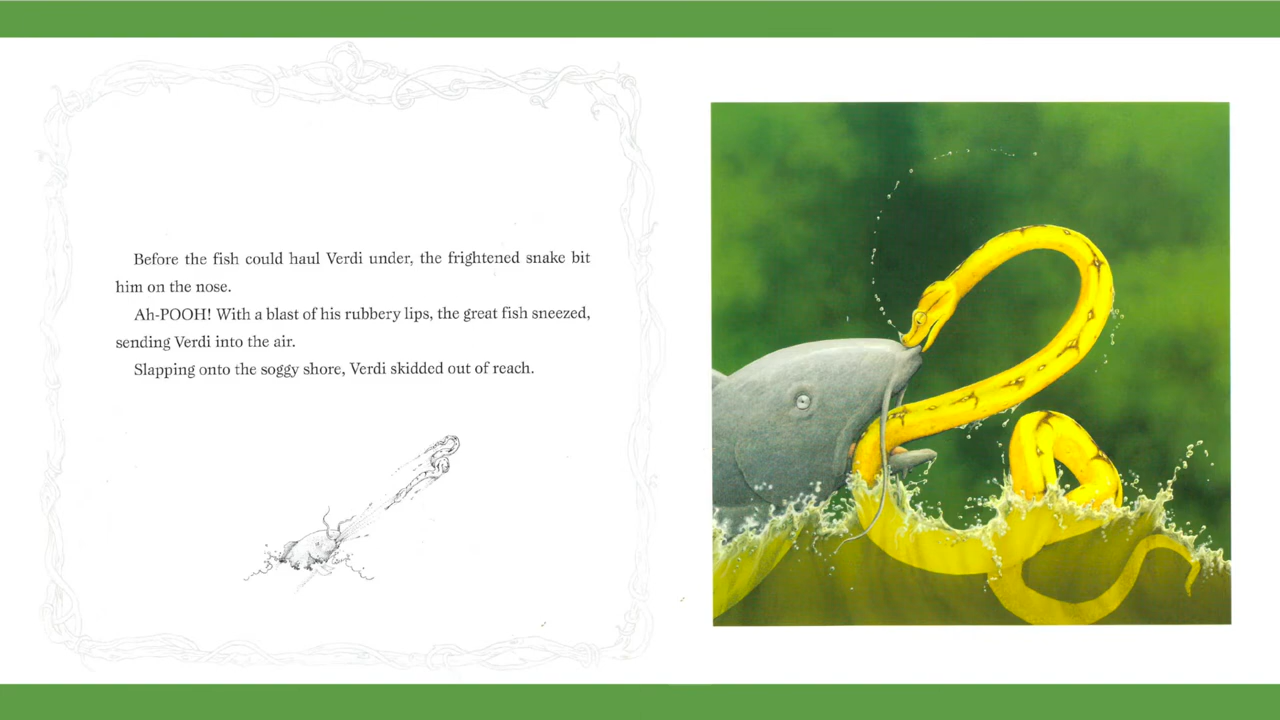 Before the fish could haul Verdi under, the frightened snake bit
him on the nose.
Ah-POOH! With a blast of his rubbery lips, the great fish sneezed,
sending Verdi into the air.
Slapping onto the soggy shore, Verdi skidded out of reach.